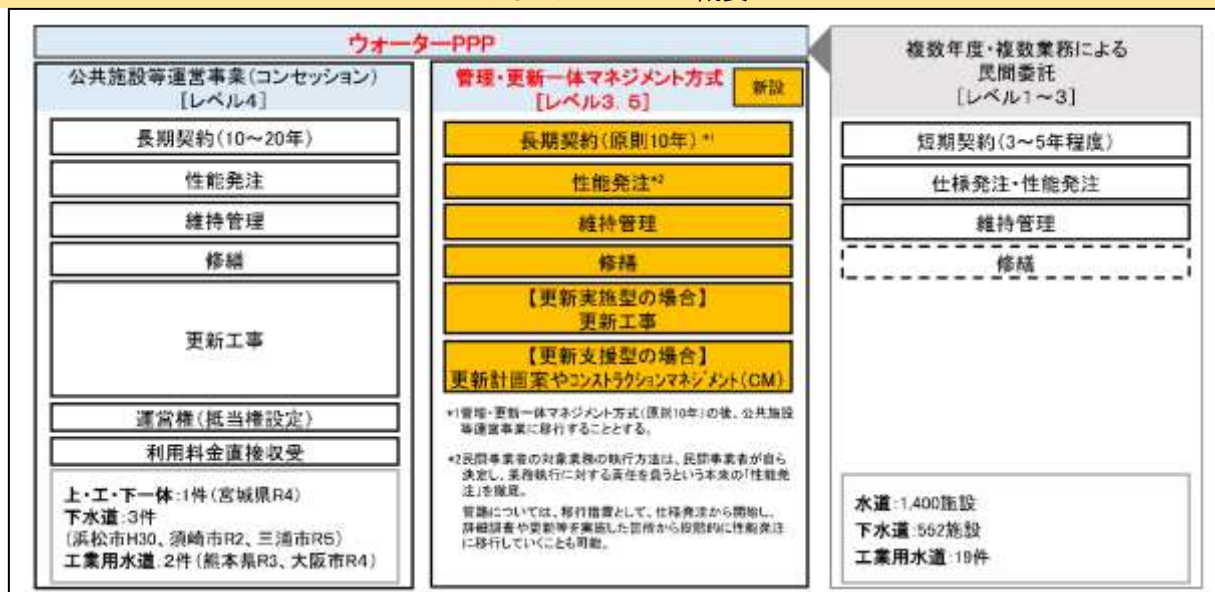 ウォーターPPP
公共施設等運営事業(コンセッション)
[レベル4]
長期契約(10~20年)
性能発注
維持管理
修繕
更新工事
運営権(抵当権設定)
利用料金直接収受
上・工・下一体:1件(宮城県R4)
下水道:3件
(浜松市H30、須崎市R2、三浦市R5)
工業用水道:2件(熊本県R3、大阪市R4)
管理・更新一体マネジメント方式
[レベル3.5]
新設
長期契約(原則10年)*1
性能発注*2
維持管理
修繕
【更新実施型の場合】
更新工事
【更新支援型の場合】
更新計画案やコンストラクションマネジメント(CM)
*1管理・更新一体マネジメント方式(原則10年)の後、公共施設
等運営事業に移行することとする。
*2民間事業者の対象業務の執行方法は、民間事業者が自ら
決定し、業務執行に対する責任を負うという本来の「性能発
注」を徹底。
管路については、移行措置として、仕様発注から開始し、
詳細調査や更新等を実施した箇所から段階的に性能発注
に移行していくことも可能。
複数年度・複数業務による
民間委託
[レベル1~3]
短期契約(3~5年程度)
仕様発注・性能発注
維持管理
修繕
水道:1,400施設
下水道:552施設
工業用水道:19件